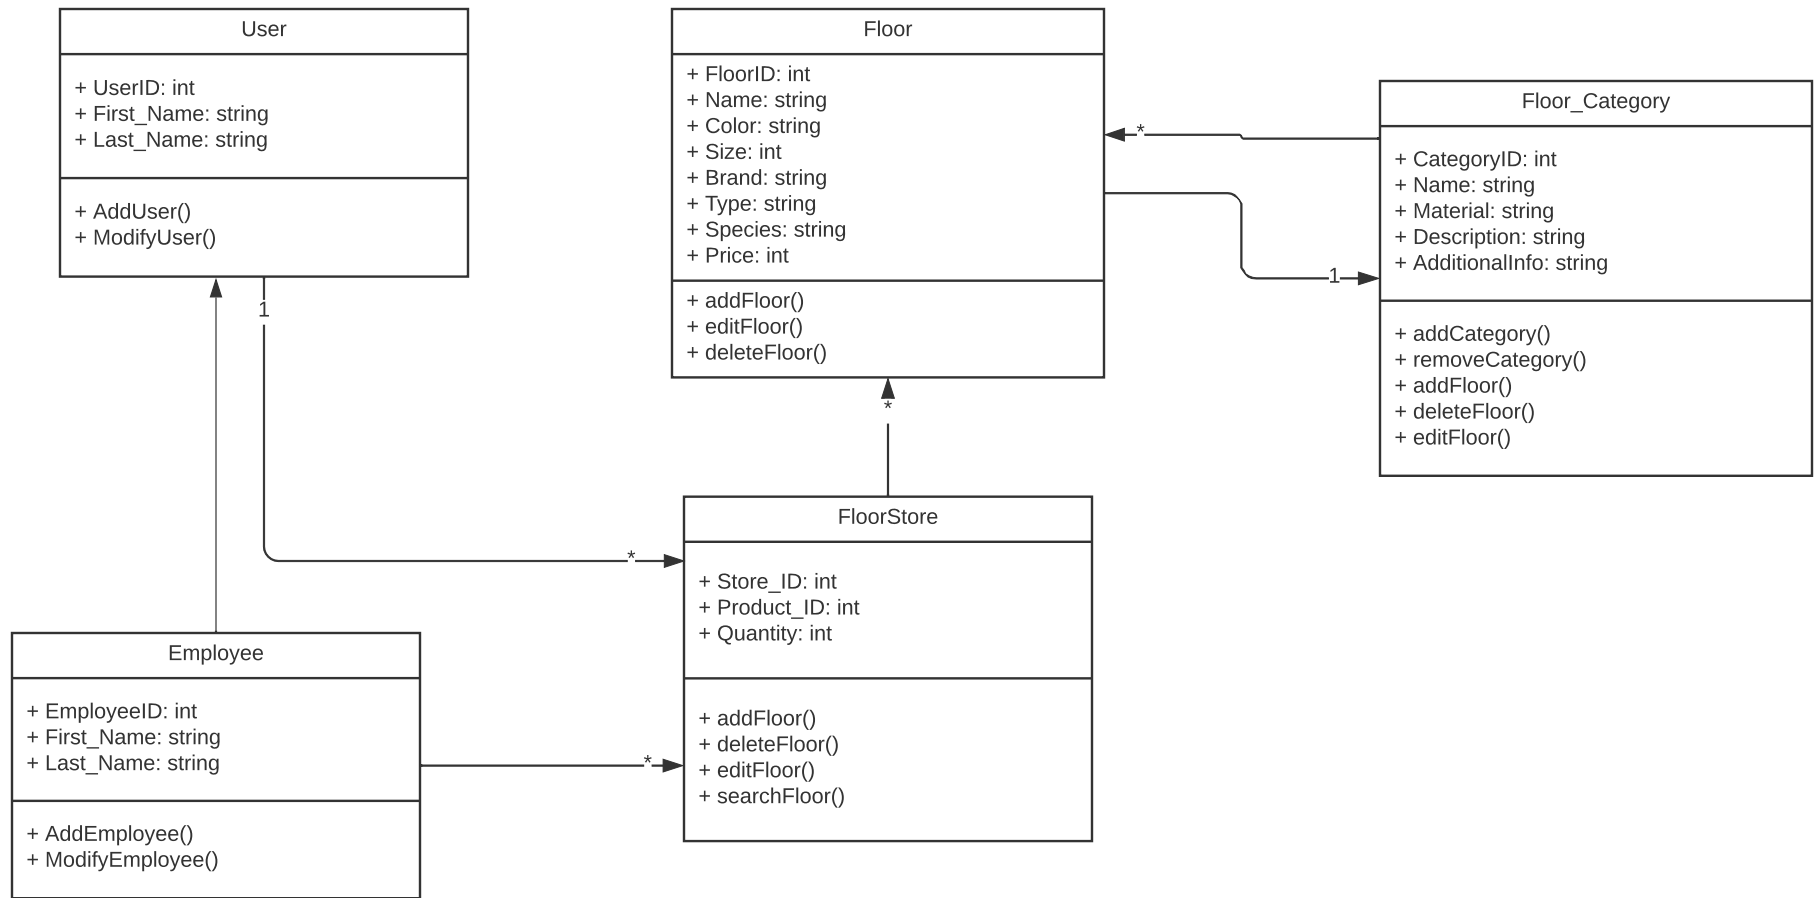 User
+ UserID: int
+ First_Name: string
+ Last_Name: string
+ AddUser()
+ ModifyUser()
1
*
Floor
+ FloorID: int
+ Name: string
+ Color: string
+ Size: int
+ Brand: string
+ Type: string
+ Species: string
+ Price: int
+ addFloor()
+ editFloor()
+ deleteFloor()
*
1
*
Floor_Category
+ CategoryID: int
+ Name: string
+ Material: string
+ Description: string
+ AdditionalInfo: string
+ addCategory()
+ removeCategory()
+ addFloor()
+ deleteFloor()
+ editFloor()
FloorStore
+ Store_ID: int
+ Product_ID: int
+ Quantity: int
+ addFloor()
+ deleteFloor()
+ editFloor()
+ searchFloor()
Employee
+ EmployeeID: int
+ First_Name: string
+ Last_Name: string
+ AddEmployee()
+ ModifyEmployee()
*